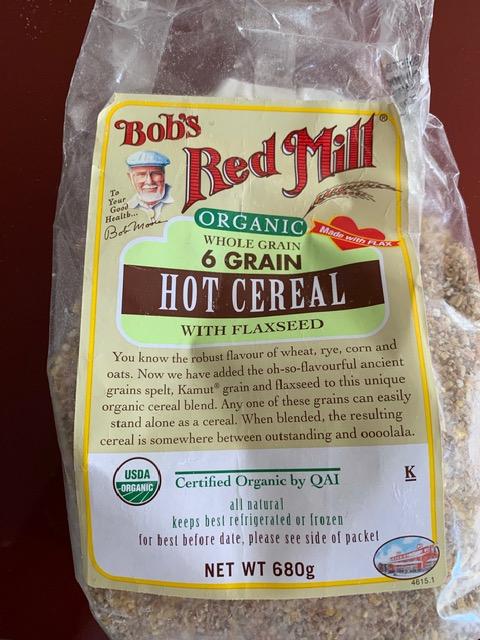 Bob's
Red Mill®
To
Your
Good
Health...
Bob Moore
ORGANIC
Made with FLAX
WHOLE GRAIN
6 GRAIN
HOT CEREAL
WITH FLAXSEED
You know the robust flavour of wheat, rye, corn and
oats. Now we have added the oh-so-flavourful ancient
grains spelt, Kamut® grain and flaxseed to this unique
organic cereal blend. Any one of these grains can easily
stand alone as a cereal. When blended, the resulting
cereal is somewhere between outstanding and oooolala.
USDA
ORGANIC
Certified Organic by QAI
K
all natural
keeps best refrigerated or frozen
for best before date, please see side of packet
NET WT 680g
4615.1